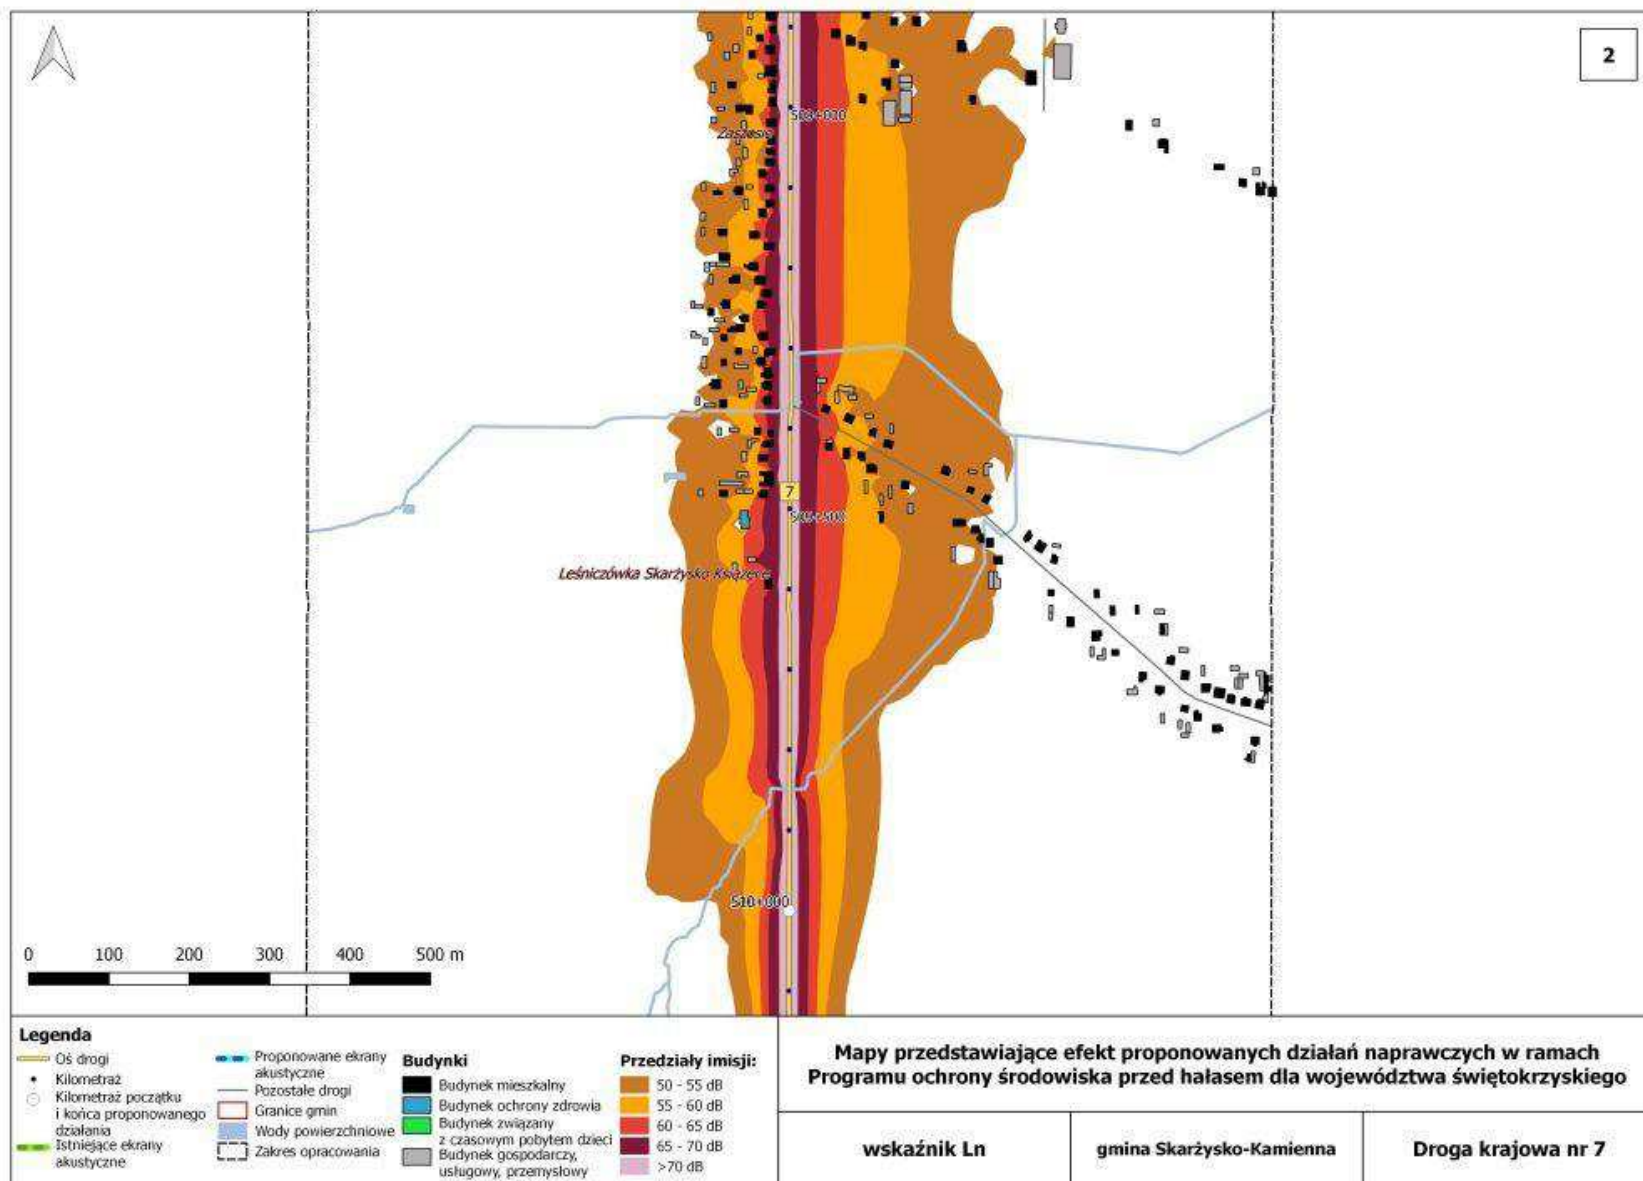 2
503+000
Zaszosie
7
505+500
Leśniczówka Skarżysko Książęce
510+000
0 100 200 300 400 500 m
Legenda
Oś drogi
Kilometraż
Kilometraż początku
i końca proponowanego
działania
Istniejące ekrany
akustyczne
Proponowane ekrany
akustyczne
Pozostałe drogi
Granice gmin
Wody powierzchniowe
Zakres opracowania
Budynki
Budynek mieszkalny
Budynek ochrony zdrowia
Budynek związany
z czasowym pobytem dzieci
Budynek gospodarczy,
usługowy, przemysłowy
Przedziały imisji:
50 - 55 dB
55 - 60 dB
60 - 65 dB
65 - 70 dB
>70 dB
Mapy przedstawiające efekt proponowanych działań naprawczych w ramach
Programu ochrony środowiska przed hałasem dla województwa świętokrzyskiego
wskaźnik Ln
gmina Skarżysko-Kamienna
Droga krajowa nr 7